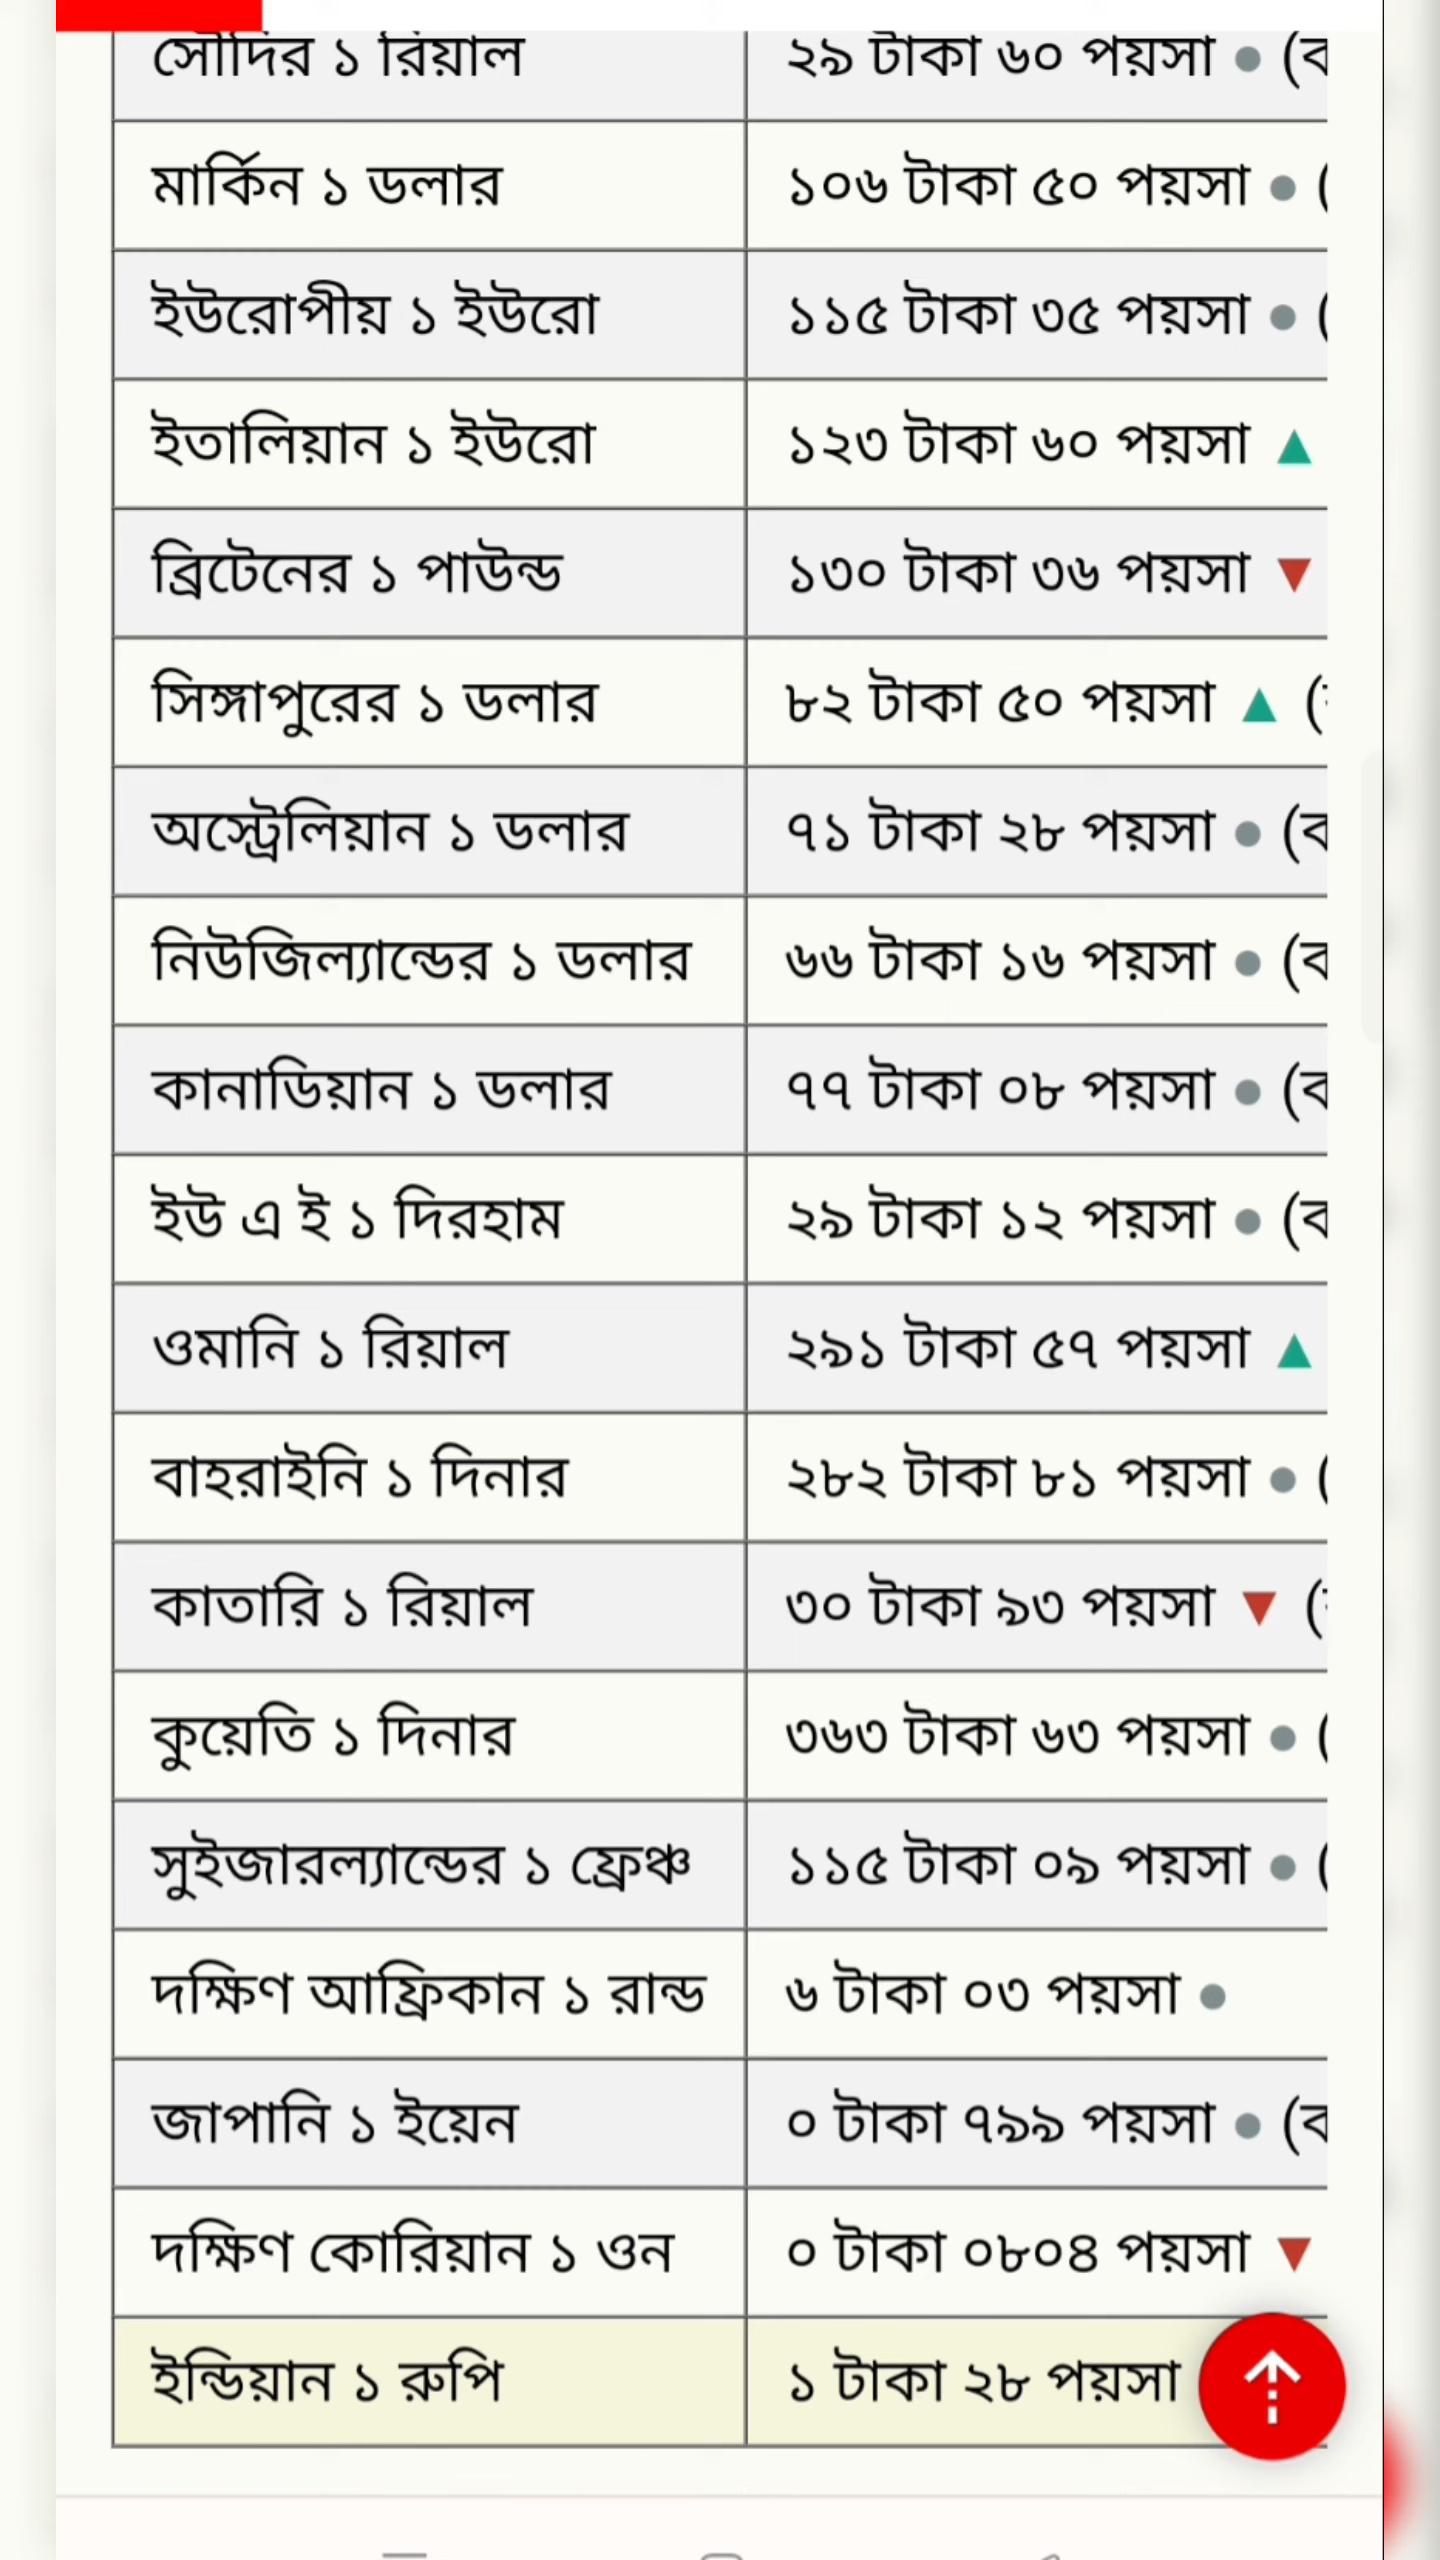 সৌদির ১ রিয়াল ২৯ টাকা ৬০ পয়সা ● (
মার্কিন ১ ডলার ১০৬ টাকা ৫০ পয়সা ● (
ইউরোপীয় ১ ইউরো ১১৫ টাকা ৩৫ পয়সা ● (
ইতালিয়ান ১ ইউরো ১২৩ টাকা ৬০ পয়সা ▲
ব্রিটেনের ১ পাউন্ড ১৩০ টাকা ৩৬ পয়সা ▼
সিঙ্গাপুরের ১ ডলার ৮২ টাকা ৫০ পয়সা ▲ (
অস্ট্রেলিয়ান ১ ডলার ৭১ টাকা ২৮ পয়সা ● (
নিউজিল্যান্ডের ১ ডলার ৬৬ টাকা ১৬ পয়সা ● (
কানাডিয়ান ১ ডলার ৭৭ টাকা ০৮ পয়সা ● (
ইউ এ ই ১ দিরহাম ২৯ টাকা ১২ পয়সা ● (
ওমানি ১ রিয়াল ২৯১ টাকা ৫৭ পয়সা ▲
বাহরাইনি ১ দিনার ২৮২ টাকা ৮১ পয়সা ● (
কাতারি ১ রিয়াল ৩০ টাকা ৯৩ পয়সা ▼ (
কুয়েতি ১ দিনার ৩৬৩ টাকা ৬৩ পয়সা ● (
সুইজারল্যান্ডের ১ ফ্রেঞ্চ ১১৫ টাকা ০৯ পয়সা ● (
দক্ষিণ আফ্রিকান ১ রান্ড ৬ টাকা ০৩ পয়সা ●
জাপানি ১ ইয়েন ০ টাকা ৭৯৯ পয়সা ● (
দক্ষিণ কোরিয়ান ১ ওন ০ টাকা ০৮০৪ পয়সা ▼
ইন্ডিয়ান ১ রুপি ১ টাকা ২৮ পয়সা